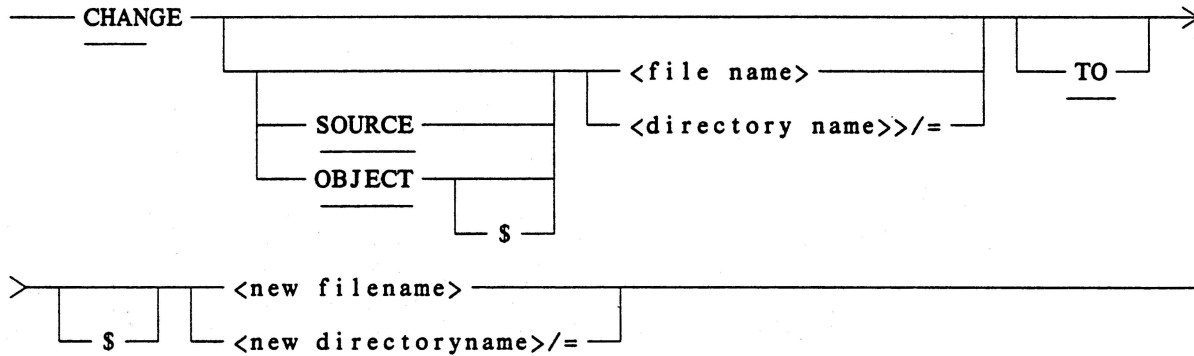 CHANGE
<file name>
TO
SOURCE
<directory name>>/=
OBJECT
$
<new filename>
$
<new directoryname>/=